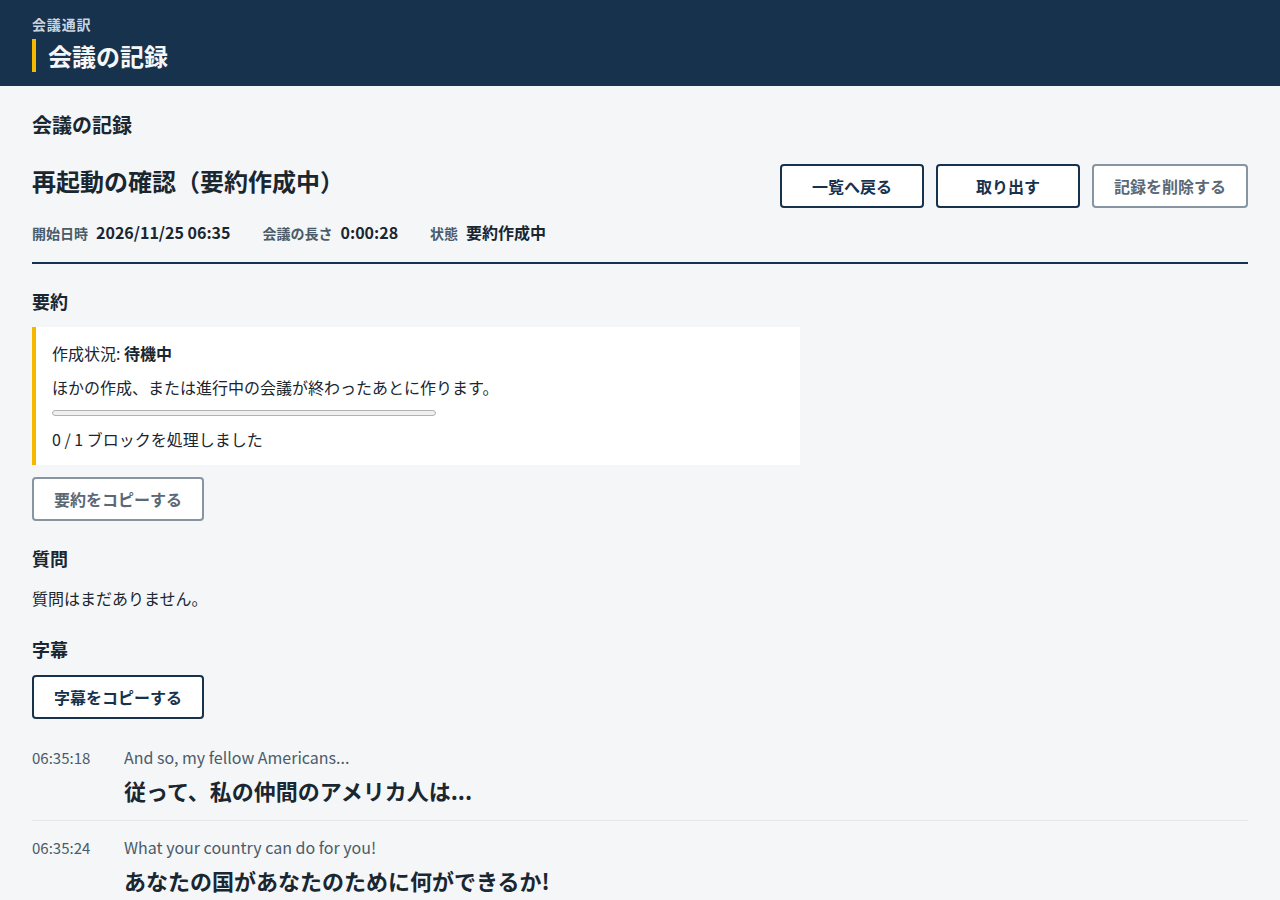 会議通訳
会議の記録
会議の記録
再起動の確認（要約作成中）
一覧へ戻る
取り出す
記録を削除する
開始日時 2026/11/25 06:35 会議の長さ 0:00:28 状態 要約作成中
要約
作成状況: 待機中
ほかの作成、または進行中の会議が終わったあとに作ります。
0 / 1 ブロックを処理しました
要約をコピーする
質問
質問はまだありません。
字幕
字幕をコピーする
06:35:18 And so, my fellow Americans...
従って、私の仲間のアメリカ人は...
06:35:24 What your country can do for you!
あなたの国があなたのために何ができるか!